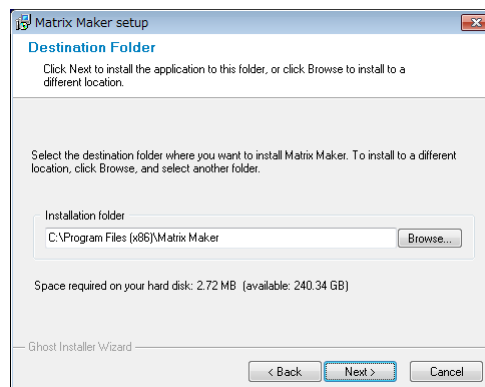 Matrix Maker setup
Destination Folder
Click Next to install the application to this folder, or click Browse to install to a
different location.
Select the destination folder where you want to install Matrix Maker. To install to a different
location, click Browse, and select another folder.
Installation folder
C:\Program Files (x86)\Matrix Maker
Browse...
Space required on your hard disk: 2.72 MB (available: 240.34 GB)
Ghost Installer Wizard
< Back
Next >
Cancel